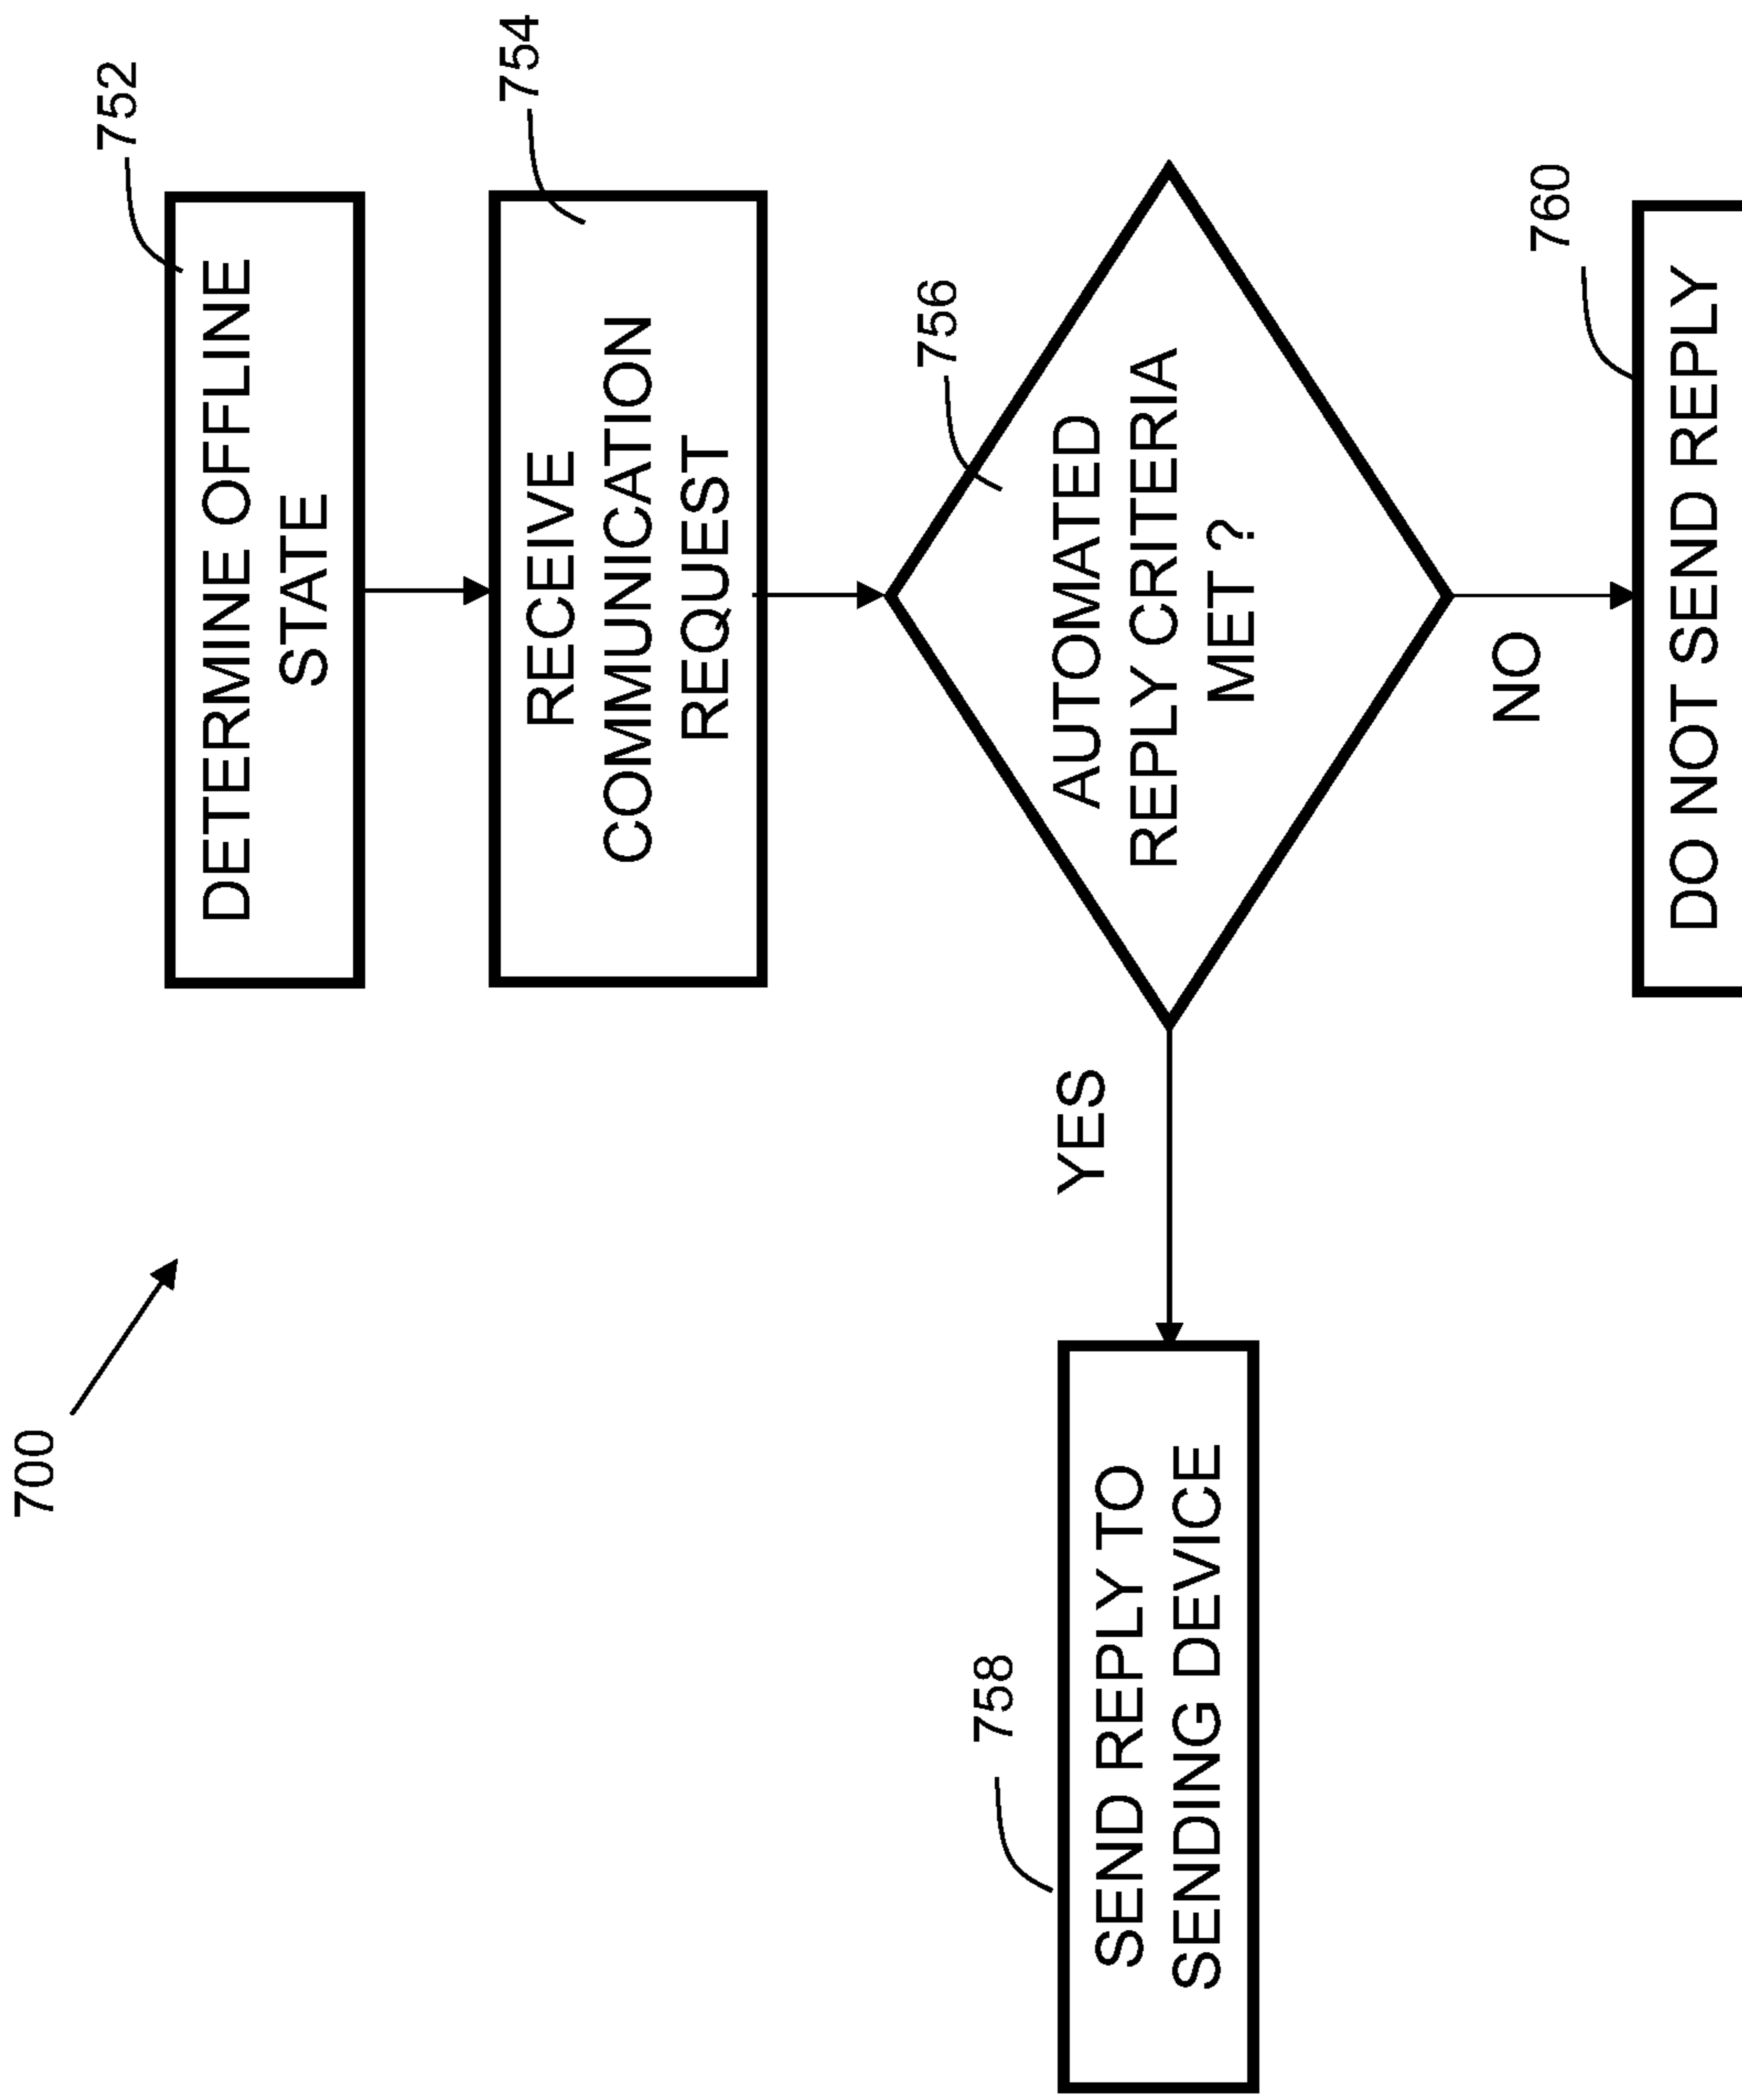 700
752
DETERMINE OFFLINE
STATE
754
RECEIVE
COMMUNICATION
REQUEST
756
AUTOMATED
REPLY CRITERIA
MET ?
YES
758
SEND REPLY TO
SENDING DEVICE
NO
760
DO NOT SEND REPLY